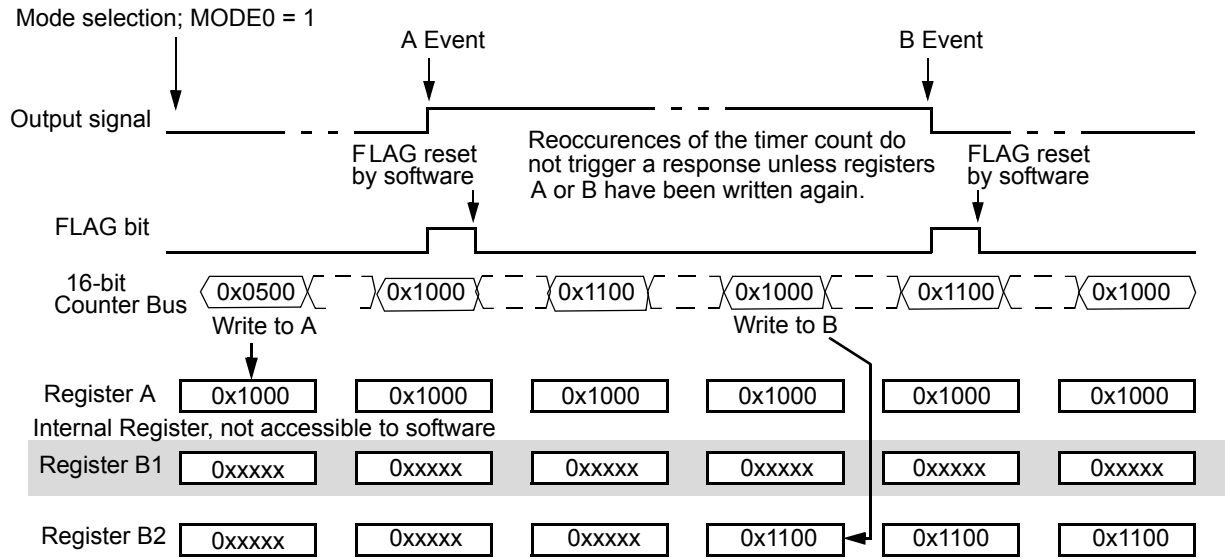 Mode selection; MODE0 = 1
A Event
B Event
Output signal
FLAG reset
by software
Reoccurences of the timer count do
not trigger a response unless registers
A or B have been written again.
FLAG reset
by software
FLAG bit
16-bit
Counter Bus
0x0500 0x1000 0x1100 0x1000 0x1100 0x1000
Write to A
Write to B
Register A 0x1000 0x1000 0x1000 0x1000 0x1000 0x1000
Internal Register, not accessible to software
Register B1 0xxxxx 0xxxxx 0xxxxx 0xxxxx 0xxxxx 0xxxxx
Register B2 0xxxxx 0xxxxx 0xxxxx 0x1100 0x1100 0x1100